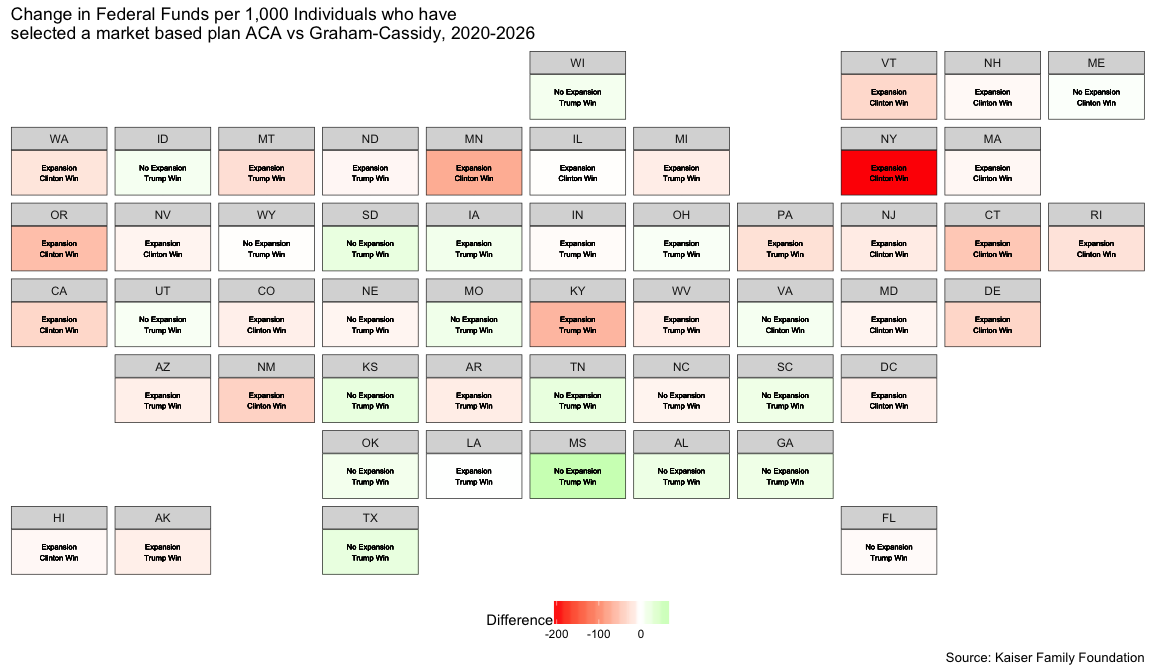 Change in Federal Funds per 1,000 Individuals who have
selected a market based plan ACA vs Graham-Cassidy, 2020-2026
WI
No Expansion
Trump Win
VT
Expansion
Clinton Win
NH
Expansion
Clinton Win
ME
No Expansion
Clinton Win
WA
Expansion
Clinton Win
ID
No Expansion
Trump Win
MT
Expansion
Trump Win
ND
Expansion
Trump Win
MN
Expansion
Clinton Win
IL
Expansion
Clinton Win
MI
Expansion
Trump Win
NY
Expansion
Clinton Win
MA
Expansion
Clinton Win
OR
Expansion
Clinton Win
NV
Expansion
Clinton Win
WY
No Expansion
Trump Win
SD
No Expansion
Trump Win
IA
Expansion
Trump Win
IN
Expansion
Trump Win
OH
Expansion
Trump Win
PA
Expansion
Trump Win
NJ
Expansion
Clinton Win
CT
Expansion
Clinton Win
RI
Expansion
Clinton Win
CA
Expansion
Clinton Win
UT
No Expansion
Trump Win
CO
Expansion
Clinton Win
NE
No Expansion
Trump Win
MO
No Expansion
Trump Win
KY
Expansion
Trump Win
WV
Expansion
Trump Win
VA
No Expansion
Clinton Win
MD
Expansion
Clinton Win
DE
Expansion
Clinton Win
AZ
Expansion
Trump Win
NM
Expansion
Clinton Win
KS
No Expansion
Trump Win
AR
Expansion
Trump Win
TN
No Expansion
Trump Win
NC
No Expansion
Trump Win
SC
No Expansion
Trump Win
DC
Expansion
Clinton Win
OK
No Expansion
Trump Win
LA
Expansion
Trump Win
MS
No Expansion
Trump Win
AL
No Expansion
Trump Win
GA
No Expansion
Trump Win
HI
Expansion
Clinton Win
AK
Expansion
Trump Win
TX
No Expansion
Trump Win
FL
No Expansion
Trump Win
Difference
-200 -100 0
Source: Kaiser Family Foundation